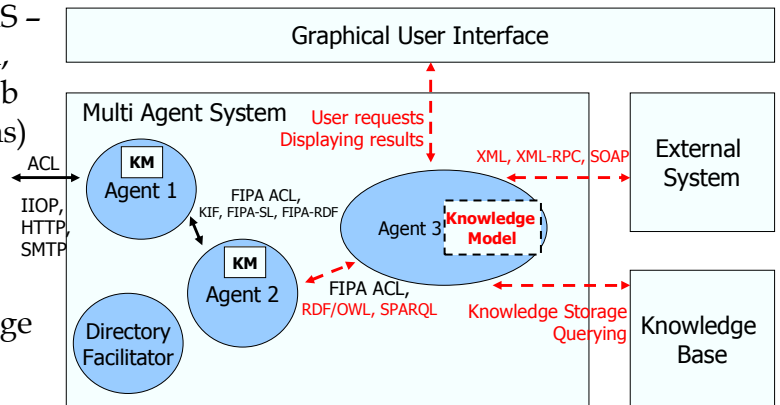 S –
,
b
s)
ge
Graphical User Interface
Multi Agent System
User requests
Displaying results
XML, XML-RPC, SOAP
External
System
ACL
IIOP,
HTTP,
SMTP
KM
Agent 1
FIPA ACL,
KIF, FIPA-SL, FIPA-RDF
Agent 3
Knowledge
Model
KM
Agent 2
FIPA ACL,
RDF/OWL, SPARQL
Knowledge Storage
Querying
Directory
Facilitator
Knowledge
Base